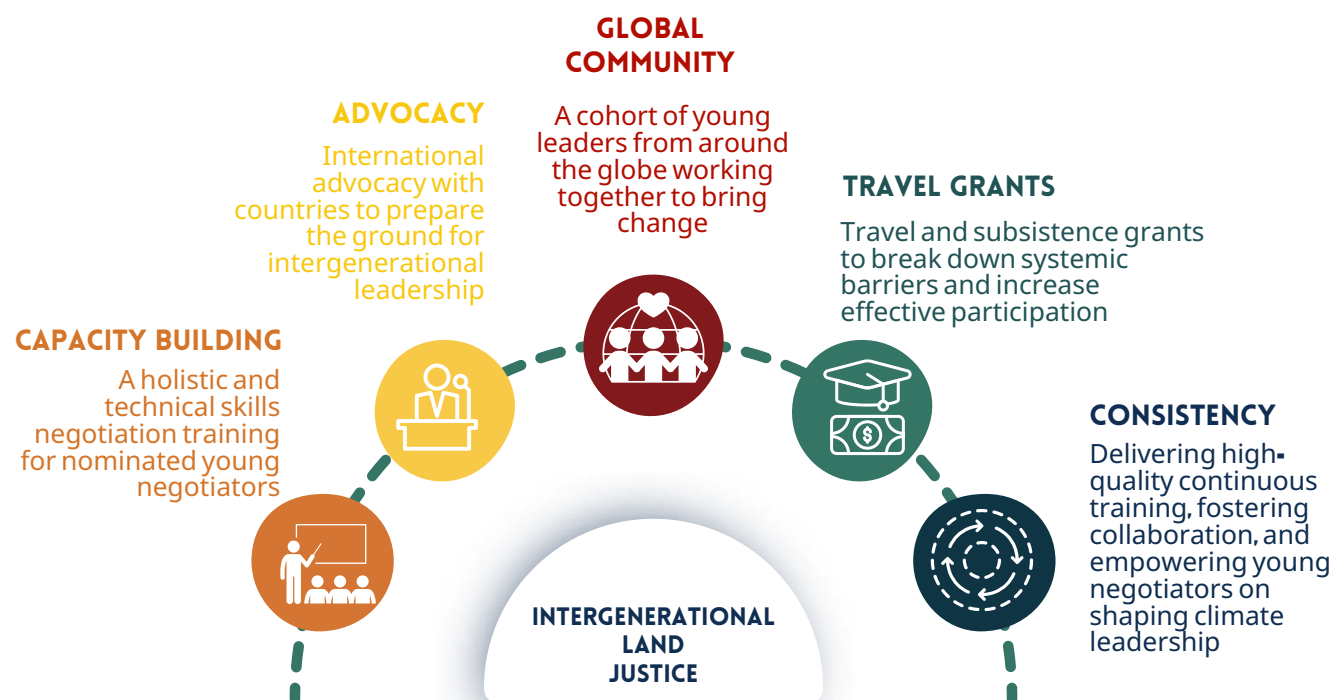 GLOBAL
COMMUNITY
A cohort of young
leaders from around
the globe working
together to bring
change
ADVOCACY
International
advocacy with
countries to prepare
the ground for
intergenerational
leadership
TRAVEL GRANTS
Travel and subsistence grants
to break down systemic
barriers and increase
effective participation
CAPACITY BUILDING
A holistic and
technical skills
negotiation training
for nominated young
negotiators
CONSISTENCY
Delivering high-
quality continuous
training, fostering
collaboration, and
empowering young
negotiators on
shaping climate
leadership
$
INTERGENERATIONAL
LAND
JUSTICE